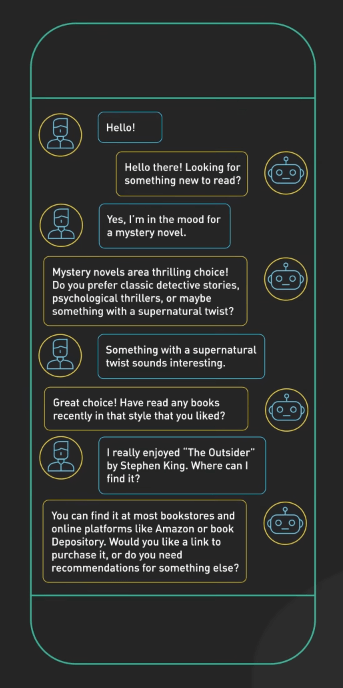 Hello!
Hello there! Looking for
something new to read?
Yes, I'm in the mood for
a mystery novel.
Mystery novels area thrilling choice!
Do you prefer classic detective stories,
psychological thrillers, or maybe
something with a supernatural twist?
Something with a supernatural
twist sounds interesting.
Great choice! Have read any books
recently in that style that you liked?
I really enjoyed “The Outsider”
by Stephen King. Where can I
find it?
You can find it at most bookstores and
online platforms like Amazon or book
Depository. Would you like a link to
purchase it, or do you need
recommendations for something else?